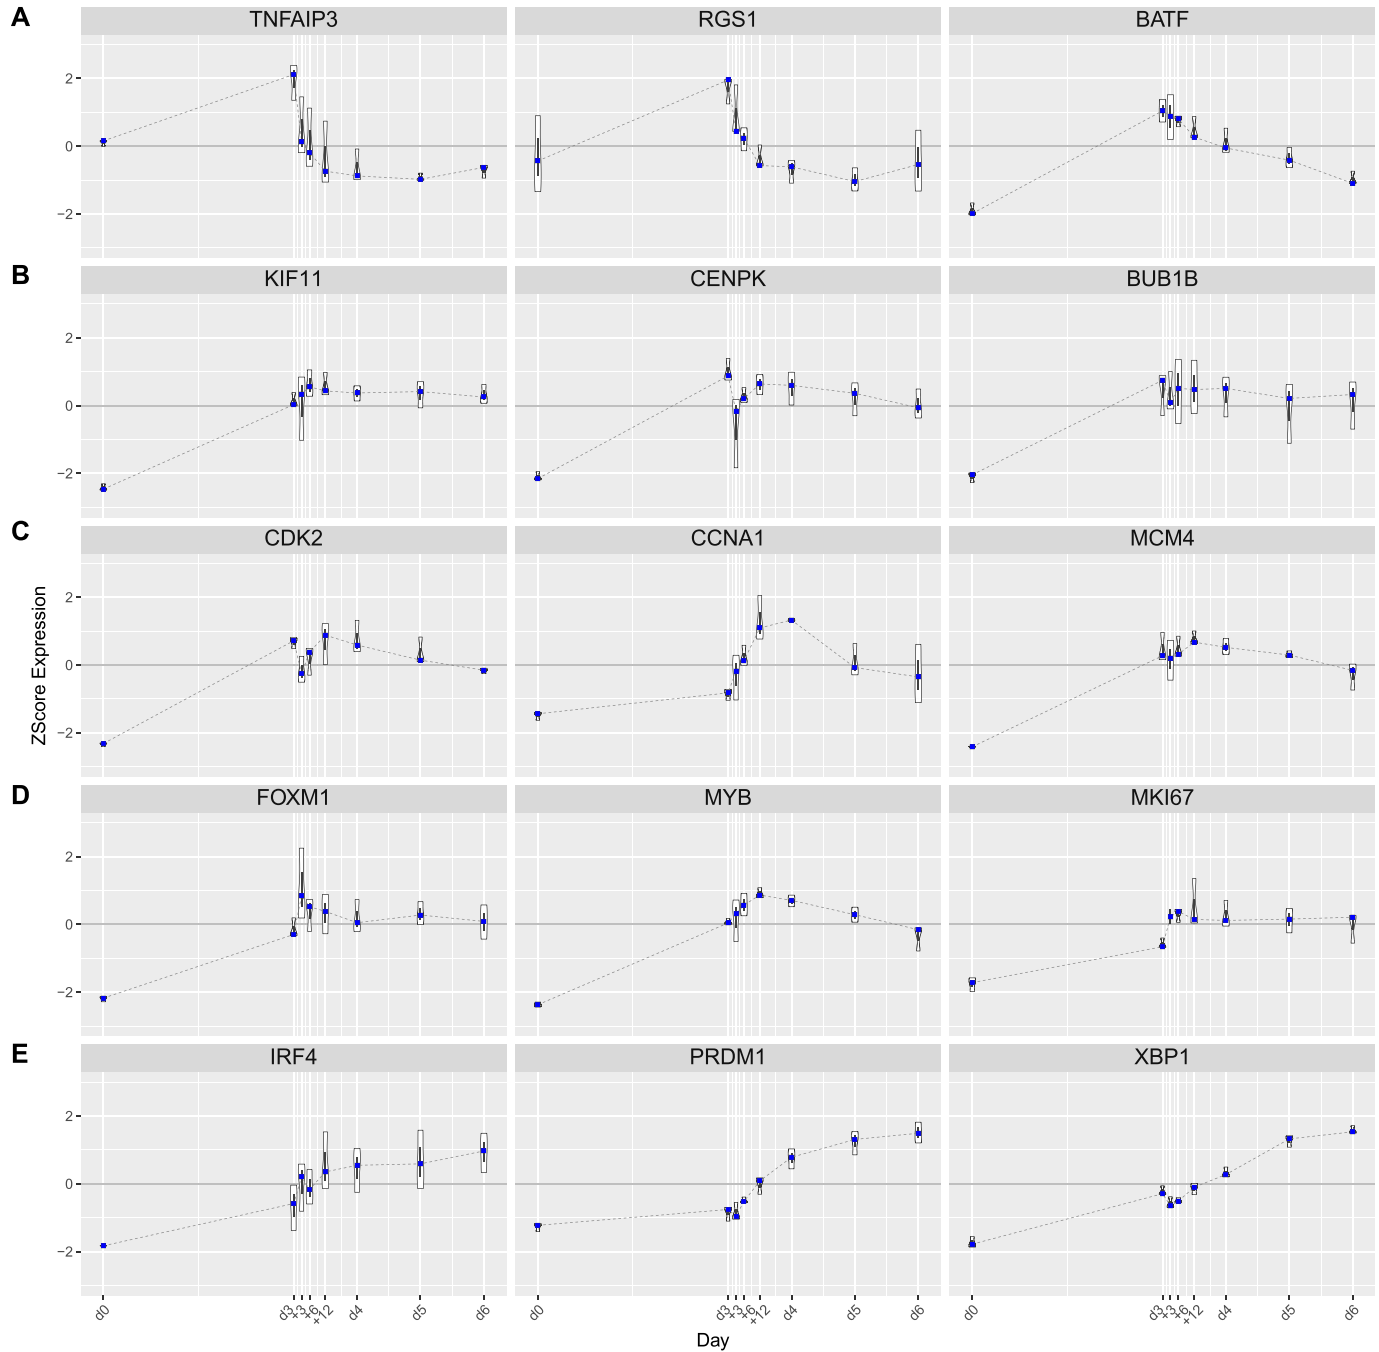 A
TNFAIP3 RGS1 BATF
2
0
−2
B
KIF11 CENPK BUB1B
2
0
−2
C
CDK2 CCNA1 MCM4
2
0
−2
ZScore Expression
D
FOXM1 MYB MKI67
2
0
−2
E
IRF4 PRDM1 XBP1
2
0
−2
d0 d3 +3 +6 +12 d4 d5 d6 d0 d3 +3 +6 +12 d4 d5 d6 d0 d3 +3 +6 +12 d4 d5 d6
Day